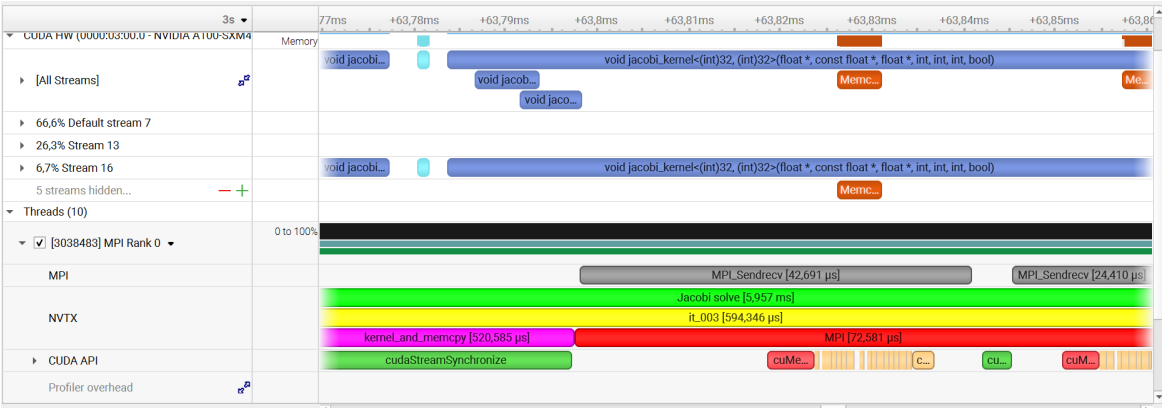 3s 77ms +63,78ms +63,79ms +63,8ms +63,81ms +63,82ms +63,83ms +63,84ms +63,85ms +63,86
CUDA HW (0000:03:00.0 - NVIDIA A100-SXM4 Memory
void jacobi... void jacobi_kernel<(int)32, (int)32>(float *, const float *, float *, int, int, int, bool)
[All Streams] void jacob... Memc... Me...
void jaco...
66,6% Default stream 7
26,3% Stream 13
6,7% Stream 16 void jacobi... void jacobi_kernel<(int)32, (int)32>(float *, const float *, float *, int, int, int, bool)
5 streams hidden... Memc...
Threads (10)
0 to 100%
[3038483] MPI Rank 0
MPI MPI_Sendrecv [42,691 μs] MPI_Sendrecv [24,410 μs]
Jacobi solve [5,957 ms]
NVTX it_003 [594,346 μs]
kernel_and_memcpy [520,585 μs] MPI [72,581 μs]
CUDA API cudaStreamSynchronize cuMe... c... cu... cuM...
Profiler overhead